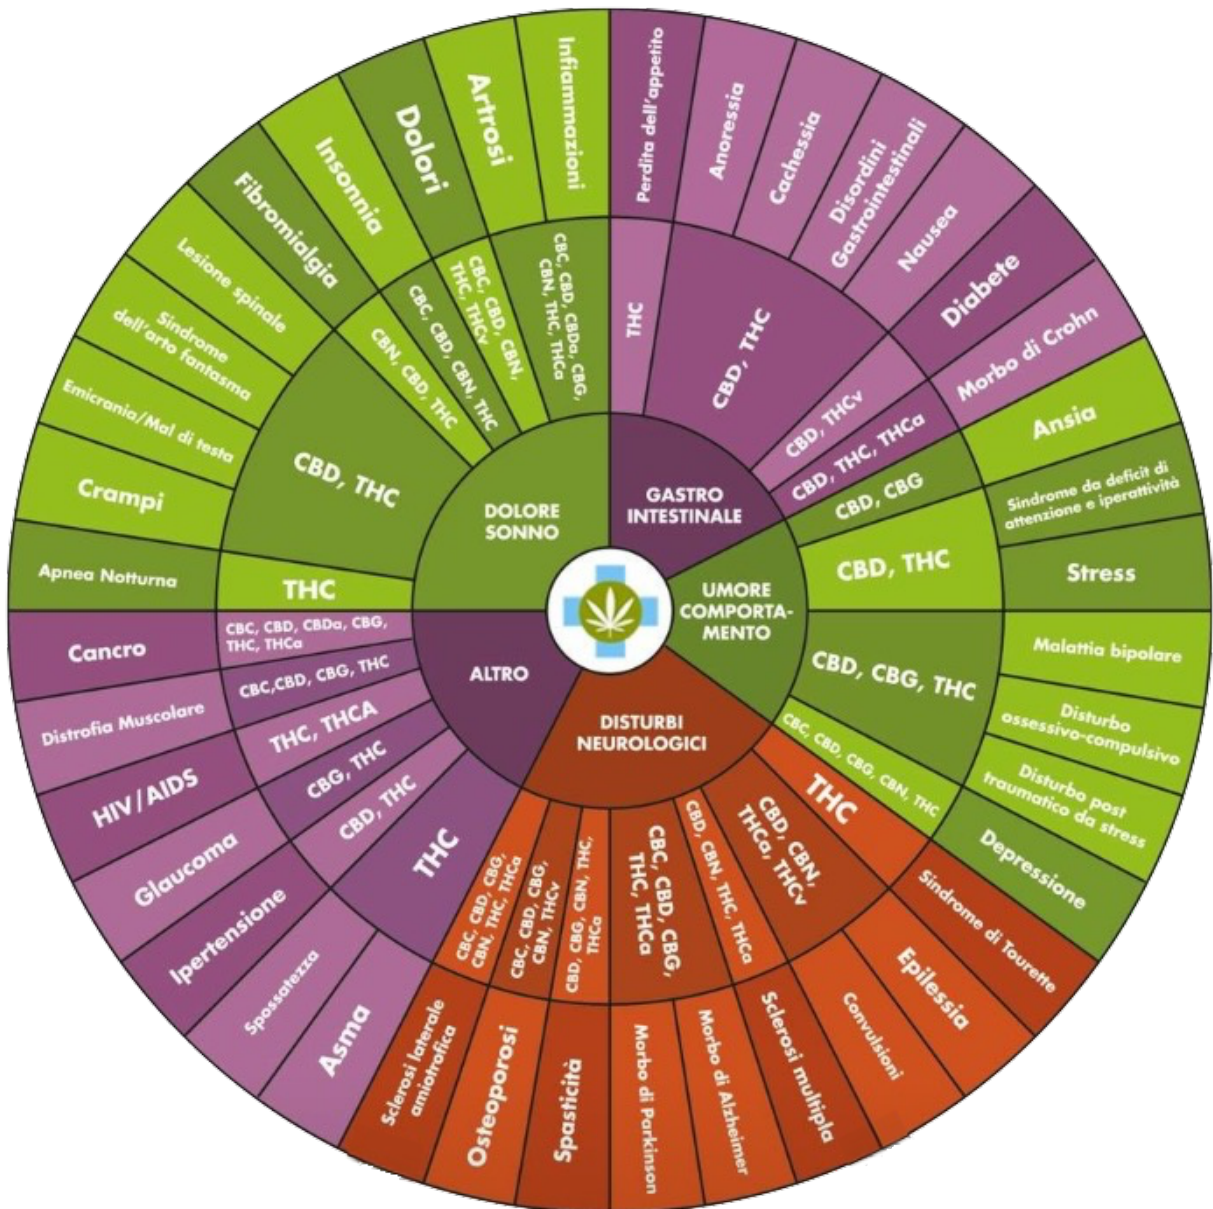 GASTRO
INTESTINALE
THC
CBD, THC
CBD, THCv
CBD, THC, THCa
Perdita dell'appetito
Anoressia
Cachessia
Disordini
Gastrointestinali
Nausea
Diabete
Morbo di Crohn
UMORE
COMPORTA-
MENTO
CBD, CBG
CBD, THC
CBD, CBG, THC
CBC, CBD, CBG, CBN, THC
Ansia
Sindrome da deficit di
attenzione e iperattività
Stress
Malattia bipolare
Disturbo
ossessivo-compulsivo
Disturbo post
traumatico da stress
Depressione
DISTURBI
NEUROLOGICI
THC
CBD, CBN,
THCa, THCv
CBD, CBN, THC, THCa
CBC, CBD, CBG,
THC, THCa
CBD, CBG, CBN, THC,
THCa
CBC, CBD, CBG,
CBN, THCv
CBC, CBD, CBG,
CBN, THC, THCa
Sindrome di Tourette
Epilessia
Convulsioni
Sclerosi multipla
Morbo di Alzheimer
Morbo di Parkinson
Spasticità
Osteoporosi
Sclerosi laterale
amiotrofica
ALTRO
THC
CBD, THC
CBG, THC
THC, THCA
CBC,CBD, CBG, THC
CBC, CBD, CBDa, CBG,
THC, THCa
Asma
Spossatezza
Ipertensione
Glaucoma
HIV/AIDS
Distrofia Muscolare
Cancro
DOLORE
SONNO
THC
CBD, THC
CBN, CBD, THC
CBC, CBD, CBN, THC
CBC, CBD, CBN,
THC, THCv
CBC, CBD, CBDa, CBG,
CBN, THC, THCa
Apnea Notturna
Crampi
Emicrania/Mal di testa
Sindrome
dell'arto fantasma
Lesione spinale
Fibromialgia
Insonnia
Dolori
Artrosi
Infiammazioni